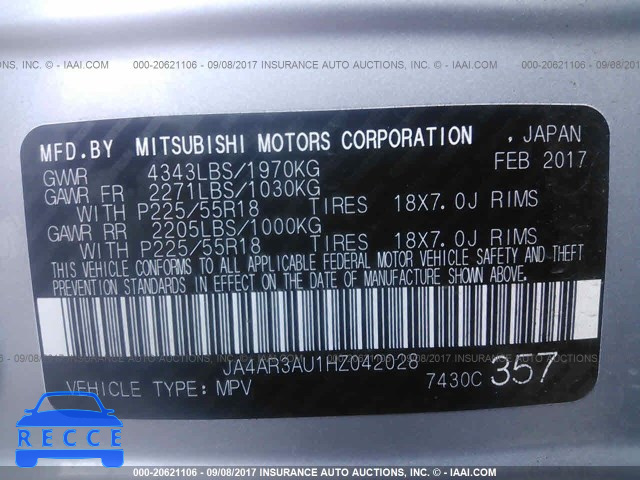 INC. - IAAI.COM 000-20621106 - 09/08/2017 INSURANCE AUTO AUCTIONS, INC. - IAAI.COM 000-20621106
MFD.BY MITSUBISHI MOTORS CORPORATION , JAPAN
GVWR 4343LBS/1970KG FEB 2017
GAWR FR 2271LBS/1030KG
WITH P225/55R18 TIRES 18X7.0J RIMS
GAWR RR 2205LBS/1000KG
WITH P225/55R18 TIRES 18X7.0J RIMS
THIS VEHICLE CONFORMS TO ALL APPLICABLE FEDERAL MOTOR VEHICLE SAFETY AND THEFT
PREVENTION STANDARDS IN EFFECT ON THE DATE OF MANUFACTURE SHOWN ABOVE.
JA4AR3AU1HZ042028
VEHICLE TYPE: MPV 7430C 357
RECCE
000-20621106 - 09/08/2017 INSURANCE AUTO AUCTIONS, INC. - IAAI.COM